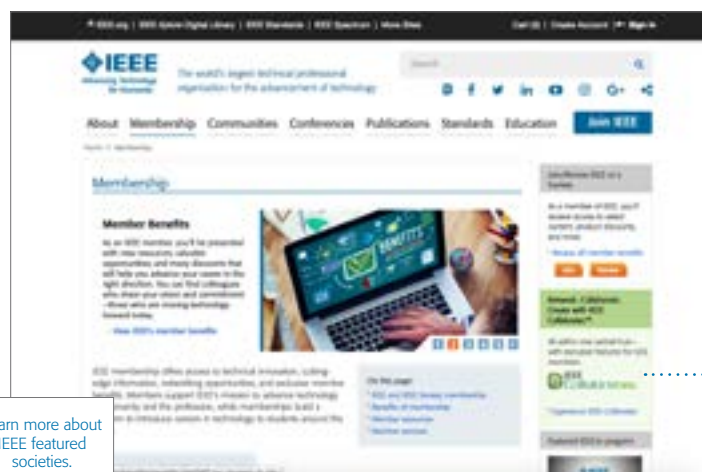 IEEE.org | IEEE Xplore Digital Library | IEEE Standards | IEEE Spectrum | More Sites
Cart (0) | Create Account | Sign In
IEEE
Advancing Technology
for Humanity
The world's largest technical professional
organization for the advancement of technology
Search
About Membership Communities Conferences Publications Standards Education Join IEEE
Home > Membership
Membership
Member Benefits
As an IEEE member, you'll be presented
with new resources, valuable
opportunities, and many discounts that
will help you advance your career in the
right direction. You can find colleagues
who share your vision and commitment
—those who are moving technology
forward today.
View IEEE's member benefits
BENEFITS
IEEE membership offers access to technical innovation, cutting-
edge information, networking opportunities, and exclusive member
benefits. Members support IEEE's mission to advance technology
for humanity and the profession, while memberships build a
to introduce careers in technology to students around the
On this page:
IEEE and IEEE Society membership
Benefits of membership
Member resources
Member services
Join/Renew IEEE or a
Society
As a member of IEEE, you'll
receive access to select
content, product discounts,
and more.
Review all member benefits
Join Renew
Network. Collaborate.
Create with IEEE
Collabratec™.
All within one central hub—
with exclusive features for IEEE
members.
IEEE
Collabratec
Experience IEEE Collabratec
Featured IEEE program
IEEE
arn more about
IEEE featured
societies.